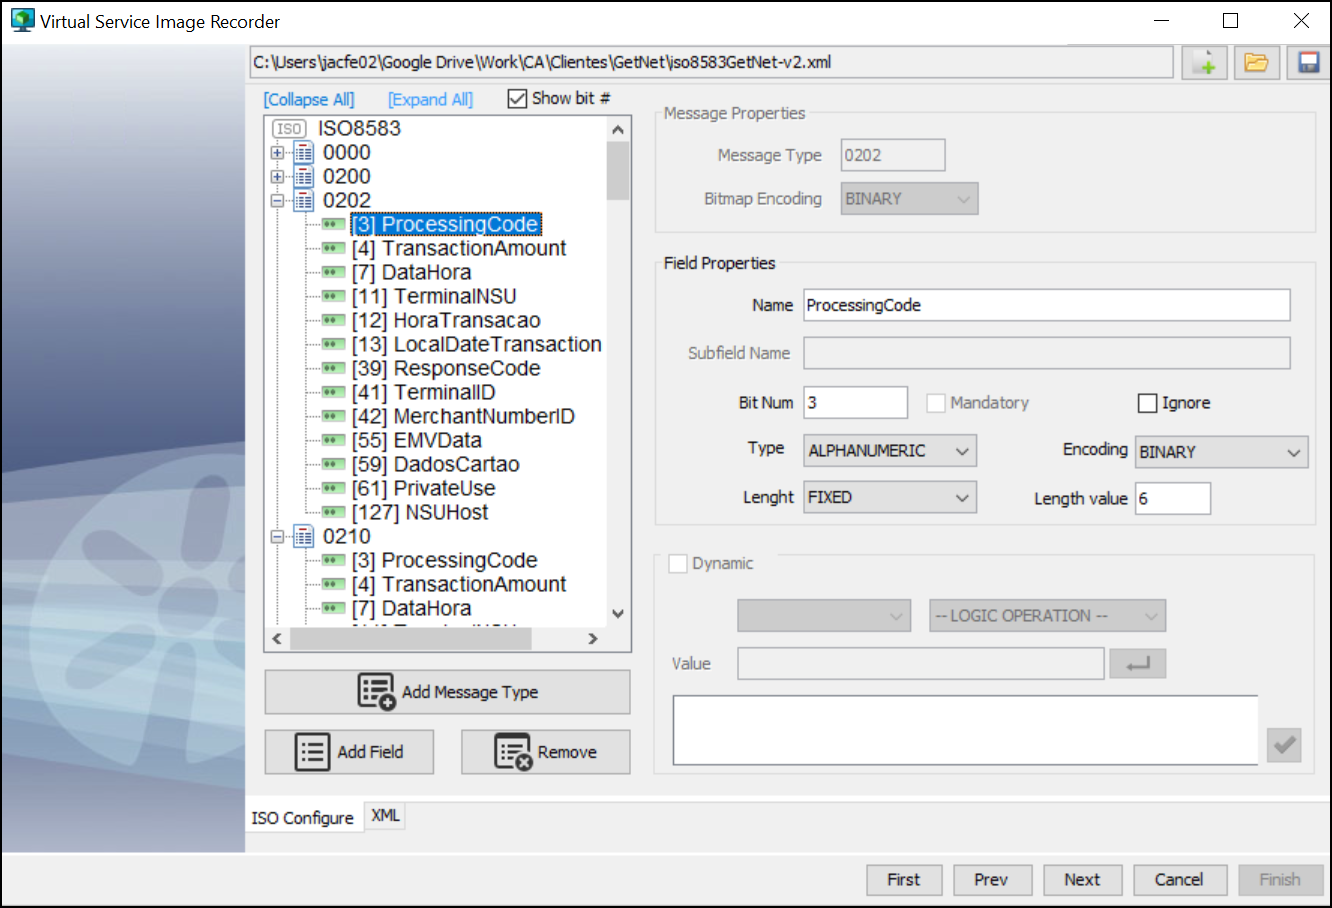 Virtual Service Image Recorder
C:\Users\jacfe02\Google Drive\Work\CA\Clientes\GetNet\iso8583GetNet-v2.xml
[Collapse All] [Expand All] Show bit #
ISO ISO8583
0000
0200
0202
[3] ProcessingCode
[4] TransactionAmount
[7] DataHora
[11] TerminalNSU
[12] HoraTransacao
[13] LocalDateTransaction
[39] ResponseCode
[41] TerminalID
[42] MerchantNumberID
[55] EMVData
[59] DadosCartao
[61] PrivateUse
[127] NSUHost
0210
[3] ProcessingCode
[4] TransactionAmount
[7] DataHora
Add Message Type
Add Field Remove
Message Properties
Message Type 0202
Bitmap Encoding BINARY
Field Properties
Name ProcessingCode
Subfield Name
Bit Num 3 Mandatory Ignore
Type ALPHANUMERIC Encoding BINARY
Lenght FIXED Length value 6
Dynamic
-- LOGIC OPERATION --
Value
ISO Configure XML
First Prev Next Cancel Finish